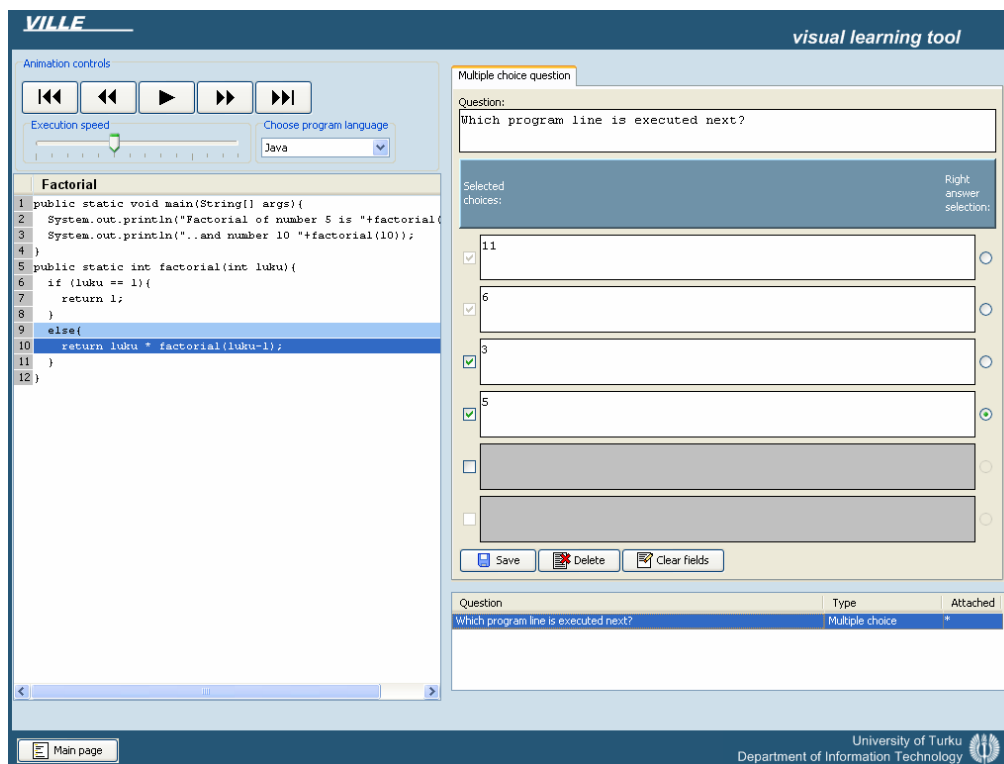 VILLE
visual learning tool
Animation controls
Execution speed
Choose program language
Java
Factorial
1 public static void main(String[] args){
2 System.out.println("Factorial of number 5 is "+factorial(
3 System.out.println("..and number 10 "+factorial(10));
4 }
5 public static int factorial(int luku){
6 if (luku == 1){
7 return 1;
8 }
9 else{
10 return luku * factorial(luku-1);
11 }
12 }
Main page
Multiple choice question
Question:
Which program line is executed next?
Selected
choices:
Right
answer
selection:
11
6
3
5
Save Delete Clear fields
Question Type Attached
Which program line is executed next? Multiple choice *
University of Turku
Department of Information Technology